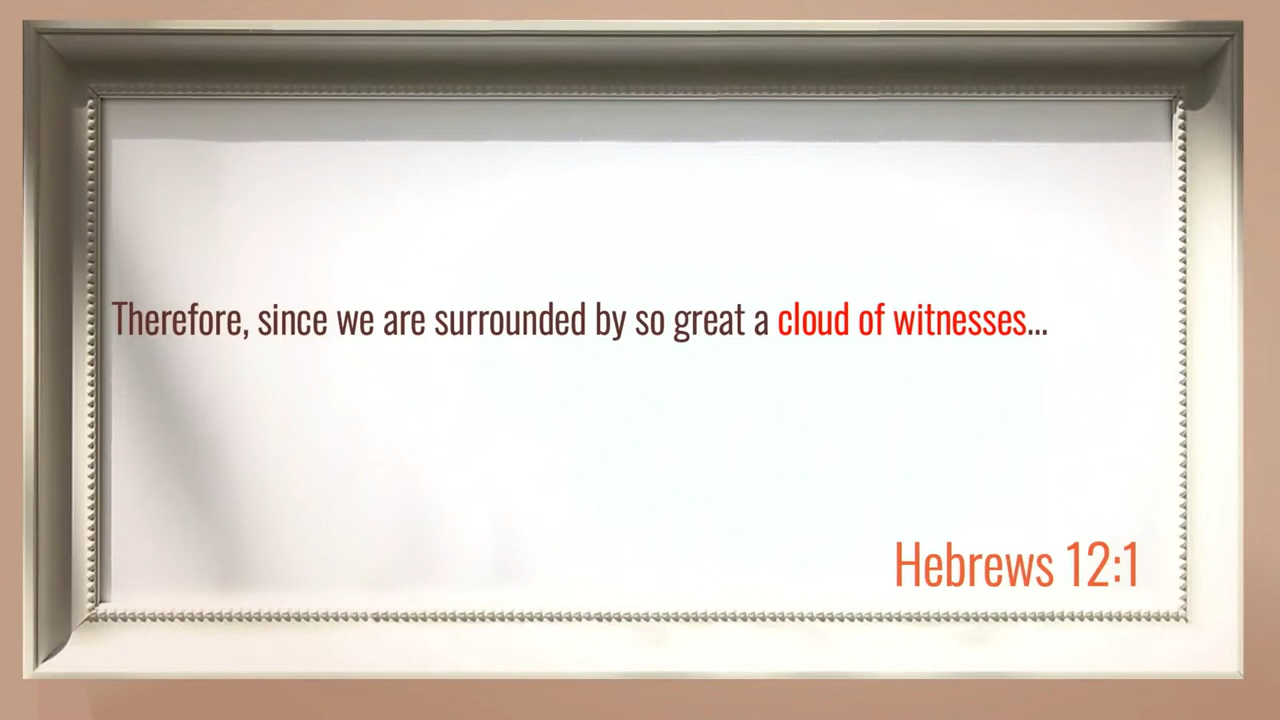 Therefore, since we are surrounded by so great a cloud of witnesses...
Hebrews 12:1